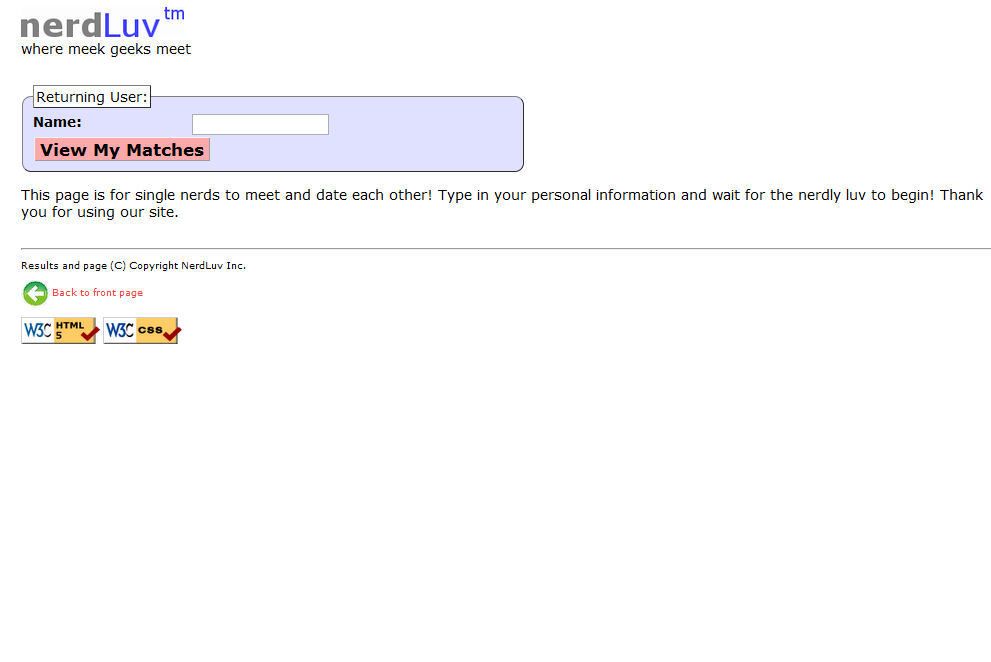 nerdLuv™
where meek geeks meet
Returning User:
Name:
View My Matches
This page is for single nerds to meet and date each other! Type in your personal information and wait for the nerdly luv to begin! Thank
you for using our site.
Results and page (C) Copyright NerdLuv Inc.
Back to front page
W3C HTML 5 W3C css